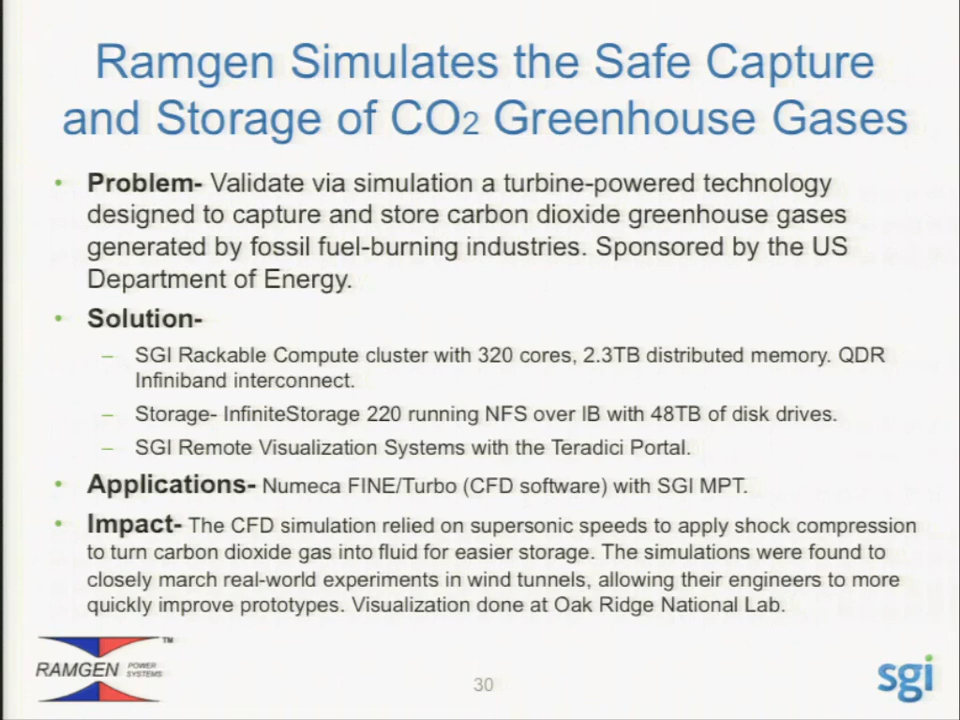 Ramgen Simulates the Safe Capture
and Storage of CO2 Greenhouse Gases
• Problem- Validate via simulation a turbine-powered technology
designed to capture and store carbon dioxide greenhouse gases
generated by fossil fuel-burning industries. Sponsored by the US
Department of Energy.
• Solution-
– SGI Rackable Compute cluster with 320 cores, 2.3TB distributed memory. QDR
Infiniband interconnect.
– Storage- InfiniteStorage 220 running NFS over IB with 48TB of disk drives.
– SGI Remote Visualization Systems with the Teradici Portal.
• Applications- Numeca FINE/Turbo (CFD software) with SGI MPT.
• Impact- The CFD simulation relied on supersonic speeds to apply shock compression
to turn carbon dioxide gas into fluid for easier storage. The simulations were found to
closely march real-world experiments in wind tunnels, allowing their engineers to more
quickly improve prototypes. Visualization done at Oak Ridge National Lab.
TM
RAMGEN POWER
SYSTEMS
30
sgi